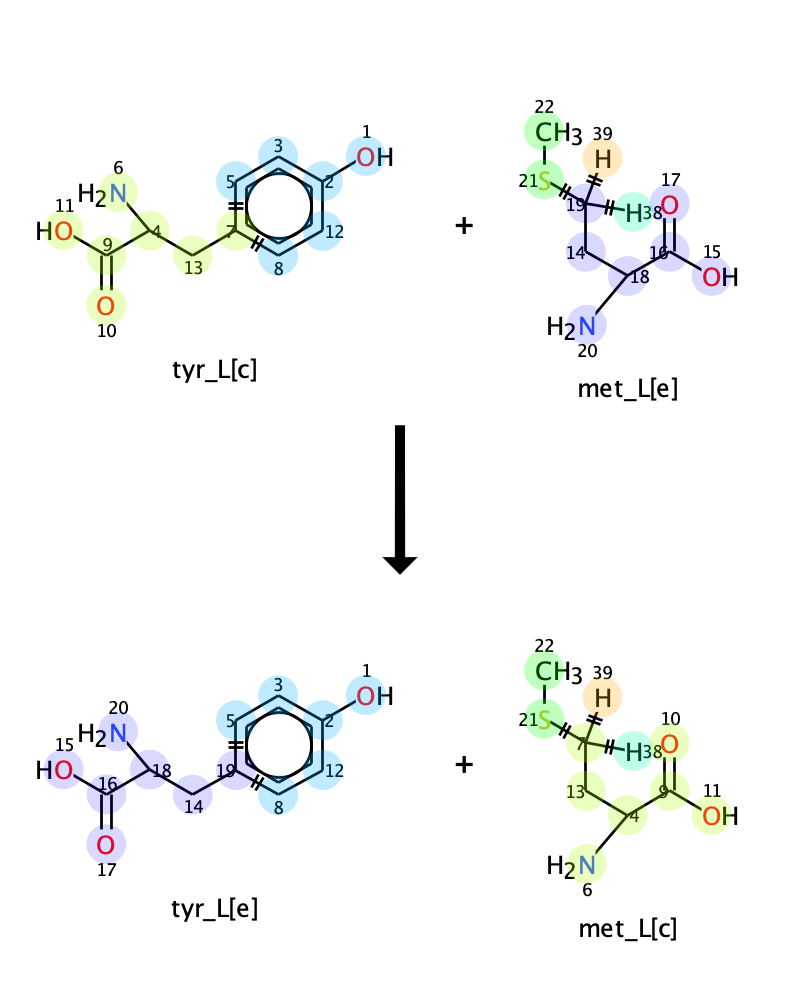 22
CH3
39
H
1
OH
3
6
H2N
5
2
21
S
17
O
19
H38
11
HO
4
7
12
9
13
8
14
16
15
18
OH
O
10
H2N
20
tyr_L[c]
+
met_L[e]
22
CH3
39
H
1
OH
3
20
H2N
5
2
21
S
10
O
7
H38
15
HO
18
19
12
16
14
8
13
9
11
4
OH
O
17
H2N
6
tyr_L[e]
+
met_L[c]